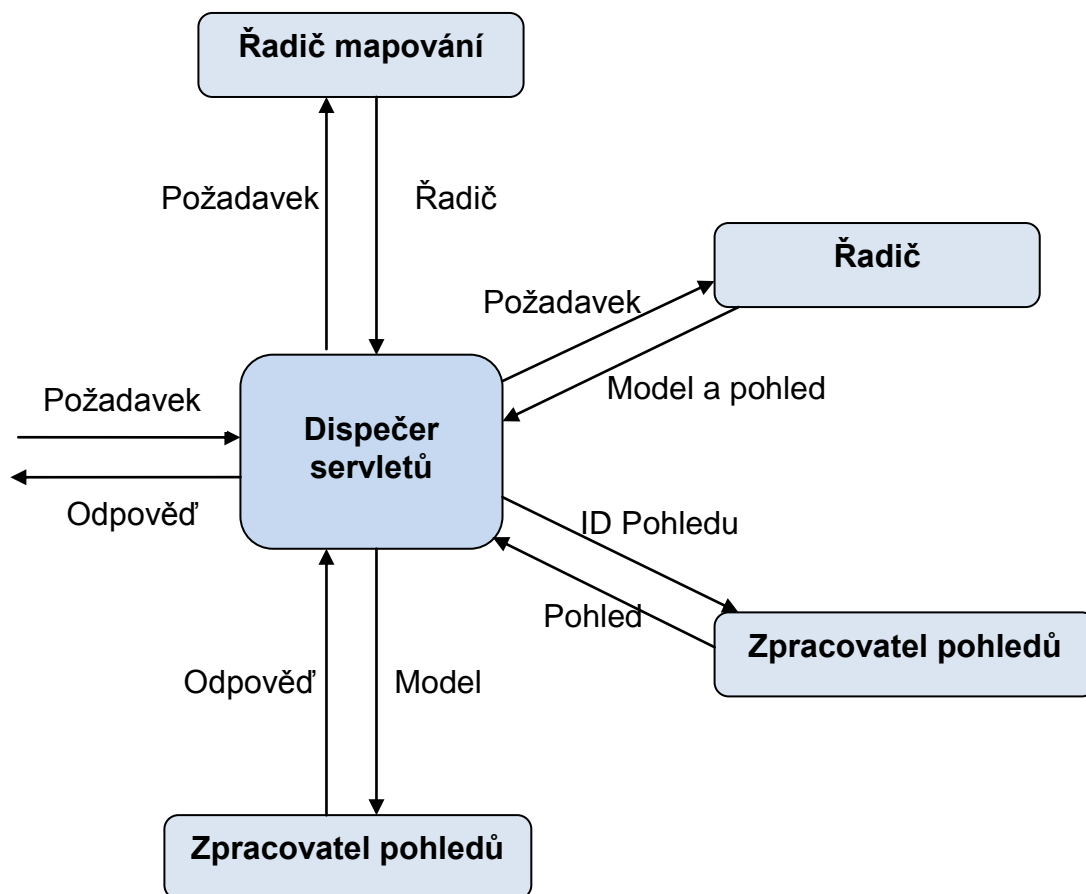 Řadič mapování
Požadavek
Řadič
Řadič
Požadavek
Model a pohled
Požadavek
Dispečer
servletů
Odpověď
ID Pohledu
Pohled
Zpracovatel pohledů
Odpověď
Model
Zpracovatel pohledů